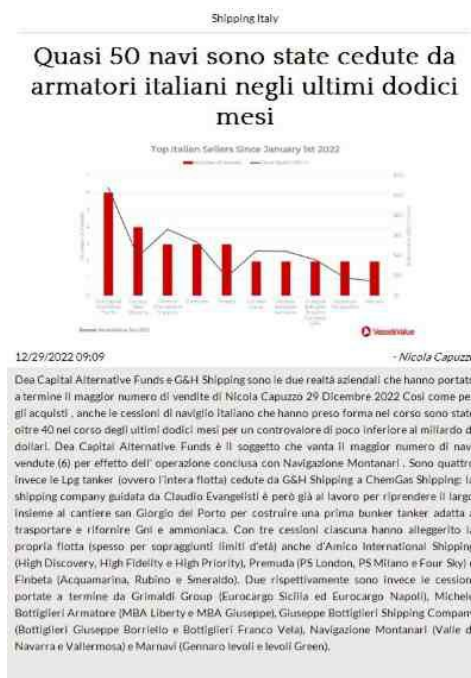 Shipping Italy
Quasi 50 navi sono state cedute da
armatori italiani negli ultimi dodici
mesi
Top Italian Sellers Since January 1st 2022
VesselsValue
12/29/2022 09:09
- Nicola Capuzzo
Dea Capital Alternative Funds e G&H Shipping sono le due realtà aziendali che hanno portato
a termine il maggior numero di vendite di Nicola Capuzzo 29 Dicembre 2022 Così come per
gli acquisti , anche le cessioni di naviglio italiano che hanno preso forma nel corso sono state
oltre 40 nel corso degli ultimi dodici mesi per un controvalore di poco inferiore al miliardo di
dollari. Dea Capital Alternative Funds è il soggetto che vanta il maggior numero di navi
vendute (6) per effetto dell' operazione conclusa con Navigazione Montanari . Sono quattro
invece le Lpg tanker (ovvero l'intera flotta) cedute da G&H Shipping a ChemGas Shipping: la
shipping company guidata da Claudio Evangelisti è però già al lavoro per riprendere il largo
insieme al cantiere san Giorgio del Porto per costruire una prima bunker tanker adatta a
trasportare e rifornire Gnl e ammoniaca. Con tre cessioni ciascuna hanno alleggerito la
propria flotta (spesso per sopraggiunti limiti d'età) anche d'Amico International Shipping
(High Discovery, High Fidelity e High Priority), Premuda (PS London, PS Milano e Four Sky) e
Finbeta (Acquamarina, Rubino e Smeraldo). Due rispettivamente sono invece le cessioni
portate a termine da Grimaldi Group (Eurocargo Sicilia ed Eurocargo Napoli), Michele
Bottiglieri Armatore (MBA Liberty e MBA Giuseppe), Giuseppe Bottiglieri Shipping Company
(Bottiglieri Giuseppe Borriello e Bottiglieri Franco Vela), Navigazione Montanari (Valle di
Navarra e Vallermosa) e Marnavi (Gennaro Ievoli e Ievoli Green).